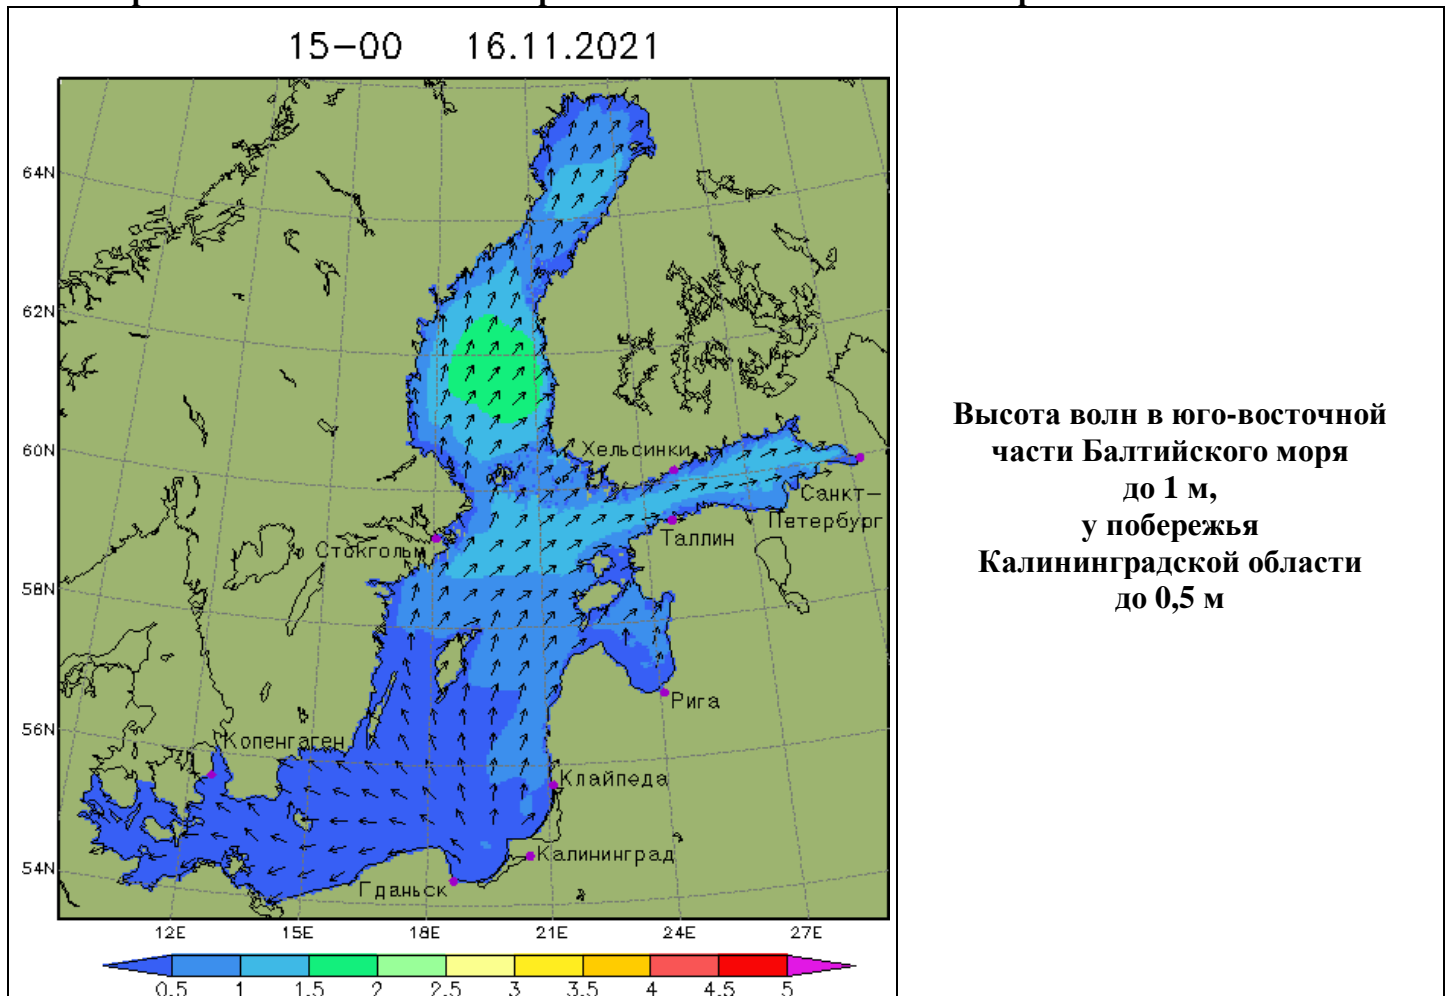 15-00 16.11.2021
64N
62N
60N
58N
56N
54N
Хельсинки
Санкт-
Петербург
Таллин
Стокгольм
Рига
Копенгаген
Клайпеда
Калининград
Гданьск
12E 15E 18E 21E 24E 27E
0.5 1 1.5 2 2.5 3 3.5 4 4.5 5
Высота волн в юго-восточной
части Балтийского моря
до 1 м,
у побережья
Калининградской области
до 0,5 м